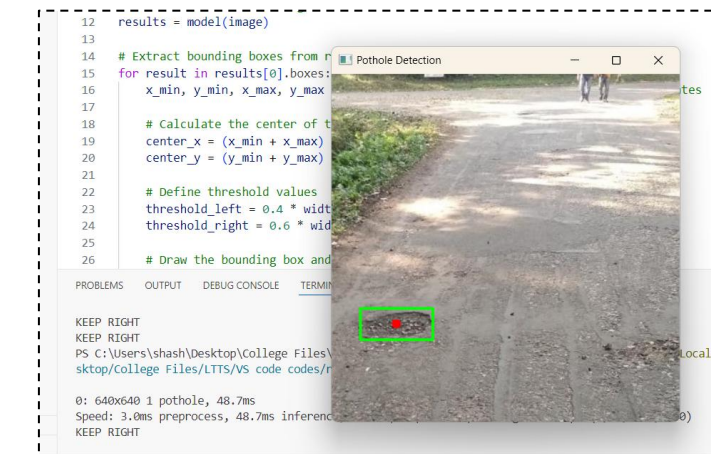 12 results = model(image)
13
14 # Extract bounding boxes from
15 for result in results[0].boxes:
16 x_min, y_min, x_max, y_max
17
18 # Calculate the center of
19 center_x = (x_min + x_max)
20 center_y = (y_min + y_max)
21
22 # Define threshold values
23 threshold_left = 0.4 *
24 threshold_right = 0.6 *
25
26 # Draw the bounding box and
Pothole Detection
PROBLEMS OUTPUT DEBUG CONSOLE
KEEP RIGHT
KEEP RIGHT
PS C:\Users\shash\Desktop\College Files\ Local
sktop/College Files/LTTS/VS code codes/
0: 640x640 1 pothole, 48.7ms
Speed: 3.0ms preprocess, 48.7ms 0)
KEEP RIGHT